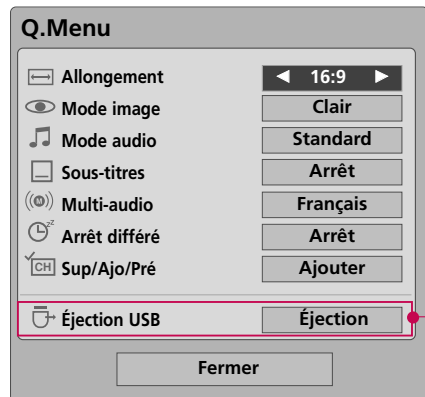 Q.Menu
Allongement ◄ 16:9 ►
Mode image Clair
Mode audio Standard
Sous-titres Arrêt
Multi-audio Français
Arrêt différé Arrêt
CH Sup/Ajo/Pré Ajouter
Éjection USB Éjection
Fermer